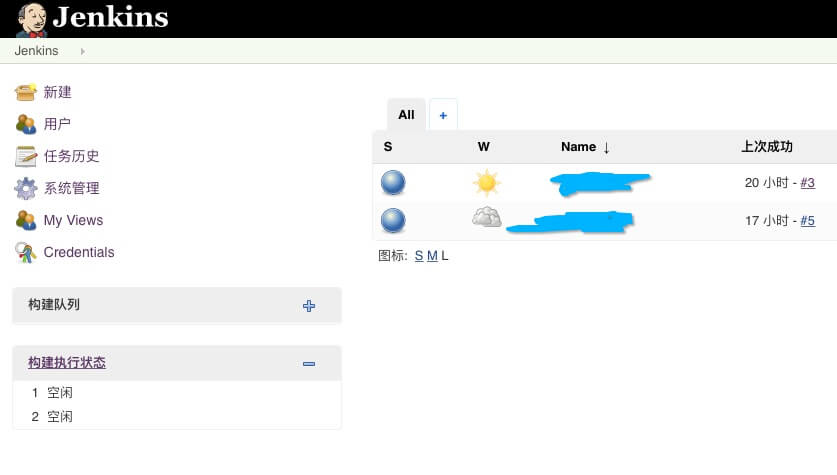 Jenkins
Jenkins
新建
用户
任务历史
系统管理
My Views
Credentials
构建队列
构建执行状态
1 空闲
2 空闲
All +
S W Name ↓ 上次成功
20 小时 - #3
17 小时 - #5
图标: S M L